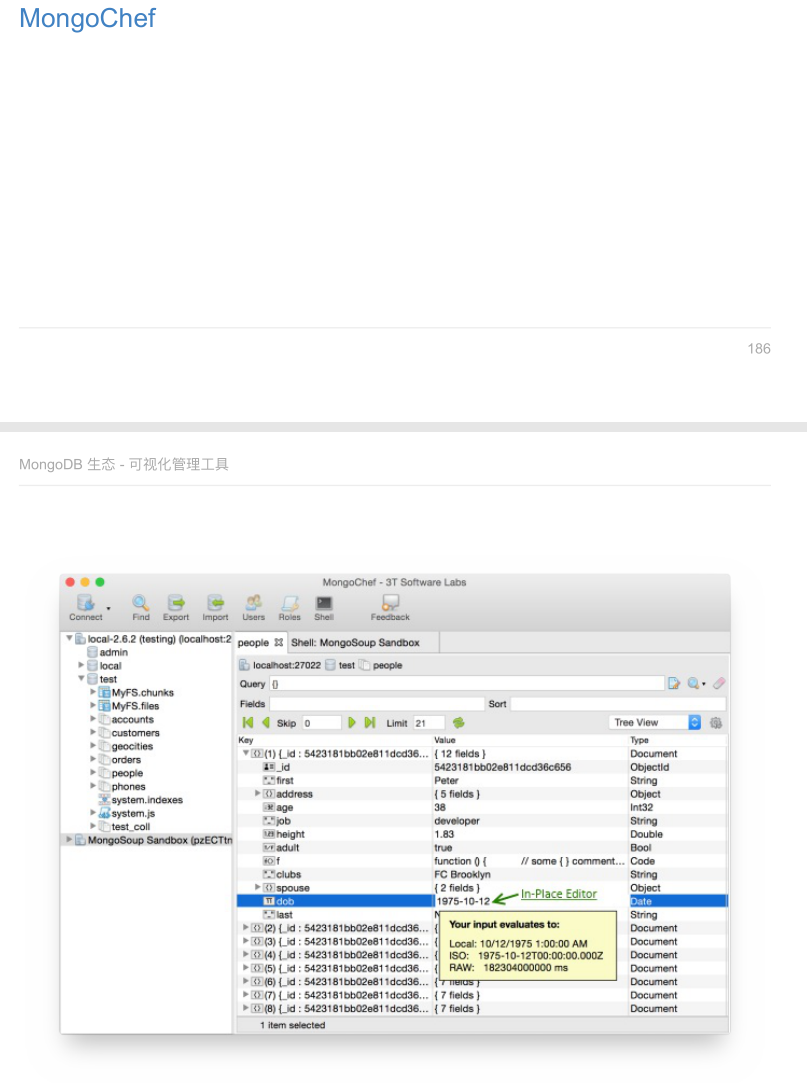 MongoChef
186
MongoDB 生态 - 可视化管理工具
MongoChef - 3T Software Labs
Connect Find Export Import Users Roles Shell Feedback
local-2.6.2 (testing) (localhost:2
admin
local
test
MyFS.chunks
MyFS.files
accounts
customers
geocities
orders
people
phones
system.indexes
system.js
test_coll
MongoSoup Sandbox (pzECTtn
people Shell: MongoSoup Sandbox
localhost:27022 test people
Query {}
Fields Sort
Skip 0 Limit 21 Tree View
Key Value Type
(1) {_id : 5423181bb02e811dcd36... { 12 fields } Document
_id 5423181bb02e811dcd36c656 ObjectId
first Peter String
address { 5 fields } Object
age 38 Int32
job developer String
height 1.83 Double
adult true Bool
f function () { // some { } comment... Code
clubs FC Brooklyn String
spouse { 2 fields } Object
dob 1975-10-12 In-Place Editor Date
last String
Your input evaluates to:
Local: 10/12/1975 1:00:00 AM
ISO: 1975-10-12T00:00:00.000Z
RAW: 182304000000 ms
(2) {_id : 5423181bb02e811dcd36... { Document
(3) {_id : 5423181bb02e811dcd36... { Document
(4) {_id : 5423181bb02e811dcd36... { Document
(5) {_id : 5423181bb02e811dcd36... { Document
(6) {_id : 5423181bb02e811dcd36... { 7 fields } Document
(7) {_id : 5423181bb02e811dcd36... { 7 fields } Document
(8) {_id : 5423181bb02e811dcd36... { 7 fields } Document
1 item selected